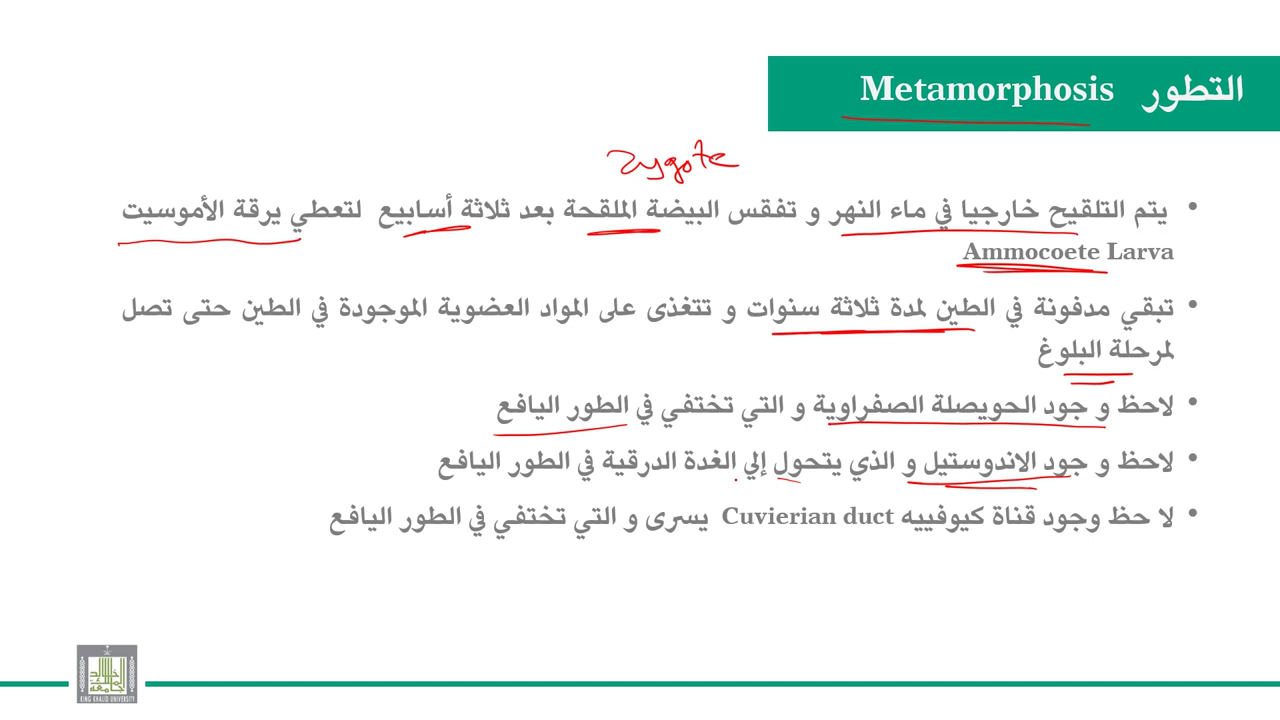 التطور Metamorphosis
Zygote
• يتم التلقيح خارجيا في ماء النهر و تفقس البيضة الملقحة بعد ثلاثة أسابيع لتعطي يرقة الأموسيت
Ammocoete Larva
• تبقي مدفونة في الطين لمدة ثلاثة سنوات و تتغذى على المواد العضوية الموجودة في الطين حتى تصل
لمرحلة البلوغ
• لاحظ و جود الحويصلة الصفراوية و التي تختفي في الطور اليافع
• لاحظ و جود الاندوستيل و الذي يتحول إلي الغدة الدرقية في الطور اليافع
• لا حظ وجود قناة كيوفييه Cuvierian duct يسرى و التي تختفي في الطور اليافع
KING KHALID UNIVERSITY